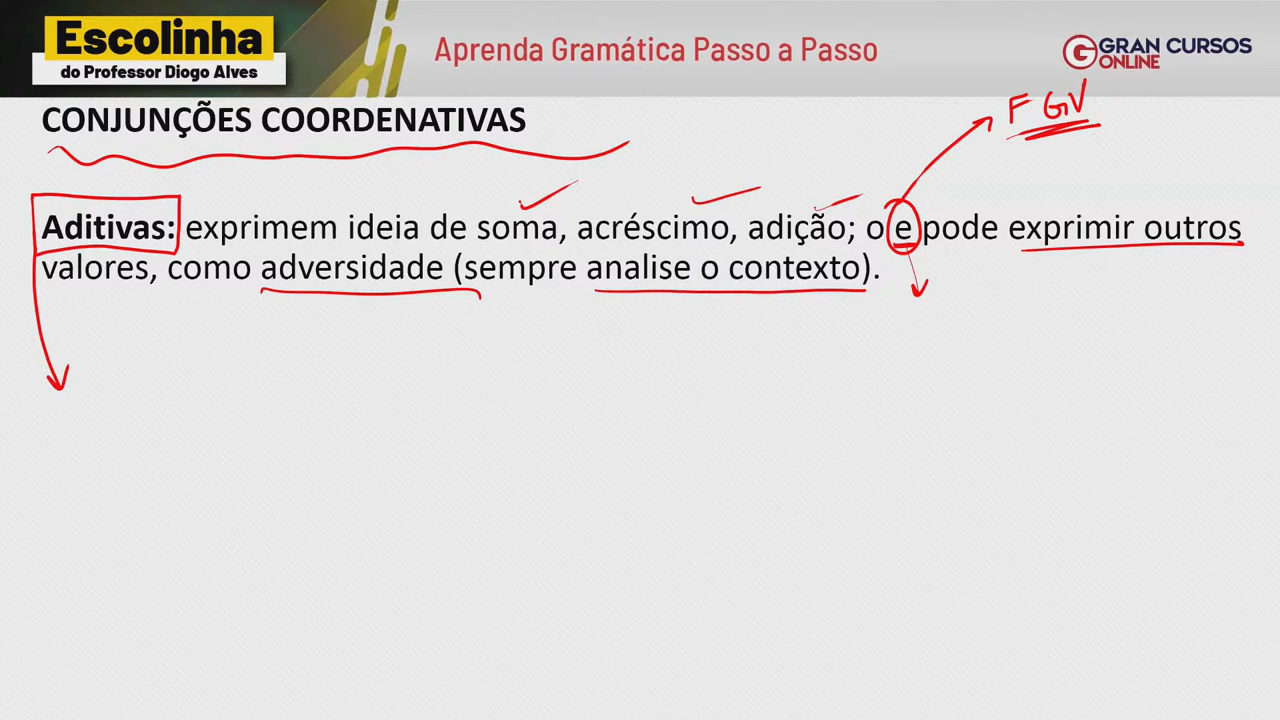 Escolinha
do Professor Diogo Alves
Aprenda Gramática Passo a Passo
GRAN CURSOS
ONLINE
CONJUNÇÕES COORDENATIVAS
FGV
Aditivas: exprimem ideia de soma, acréscimo, adição; o e pode exprimir outros
valores, como adversidade (sempre analise o contexto).